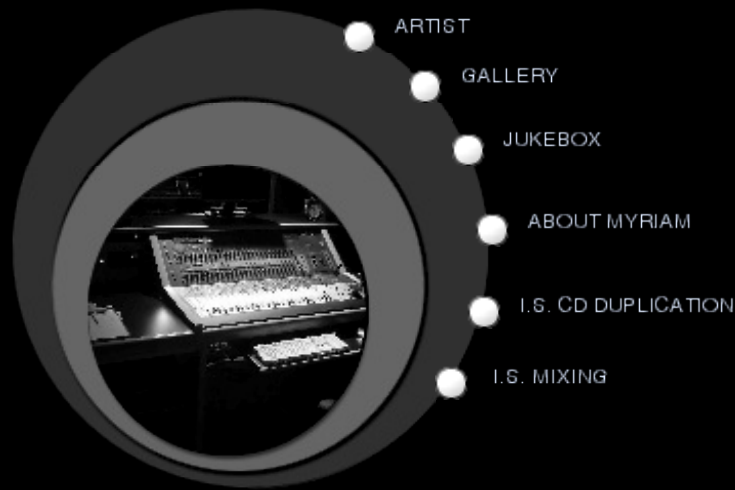 ARTIST
GALLERY
JUKEBOX
ABOUT MYRIAM
I.S. CD DUPLICATION
I.S. MIXING